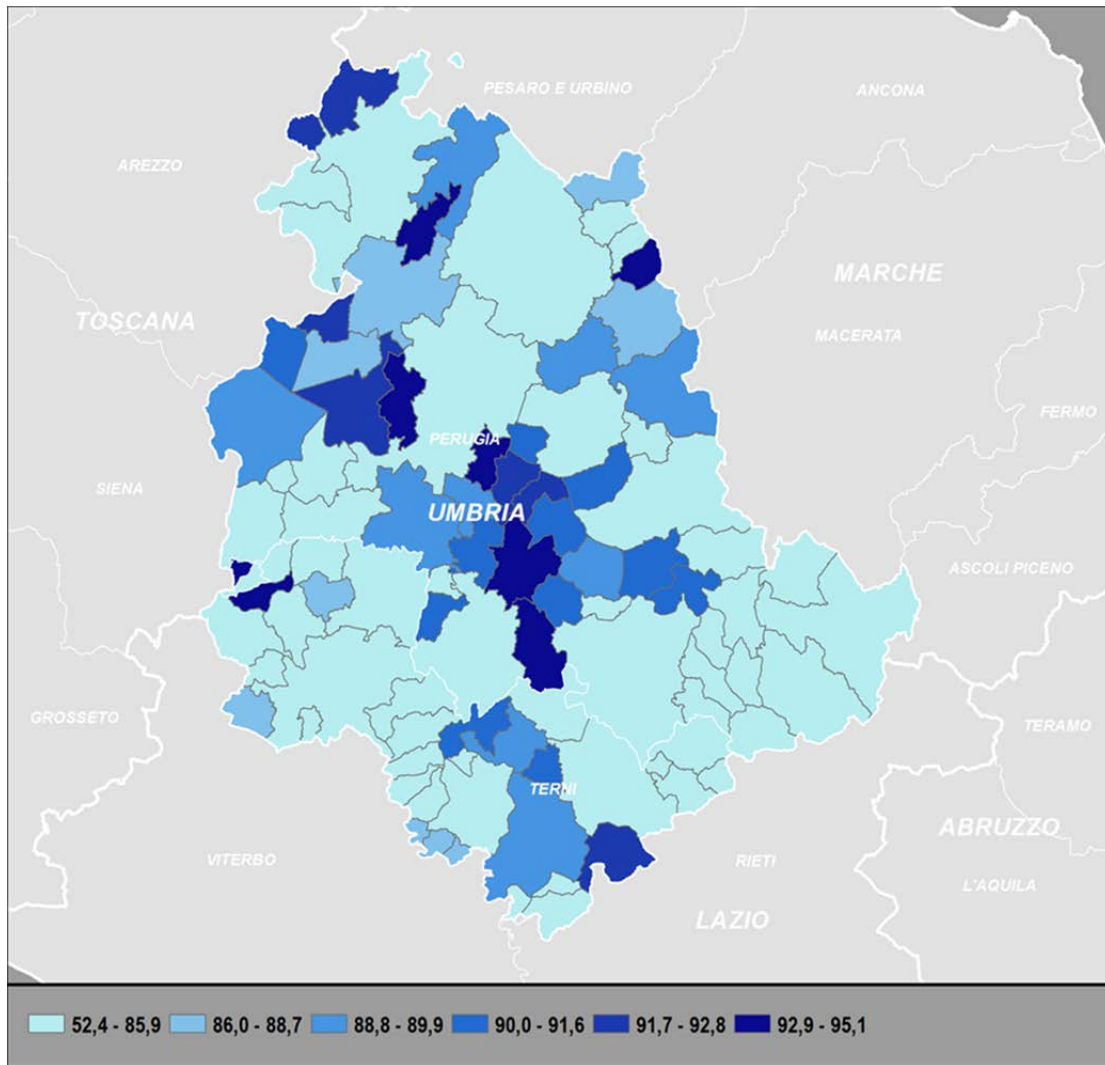 PESARO E URBINO
ANCONA
AREZZO
MARCHE
TOSCANA
MACERATA
FERMO
PERUGIA
SIENA
UMBRIA
ASCOLI PICENO
GROSSETO
TERAMO
TERNI
ABRUZZO
VITERBO
RIETI
L'AQUILA
LAZIO
52,4 - 85,9 86,0 - 88,7 88,8 - 89,9 90,0 - 91,6 91,7 - 92,8 92,9 - 95,1